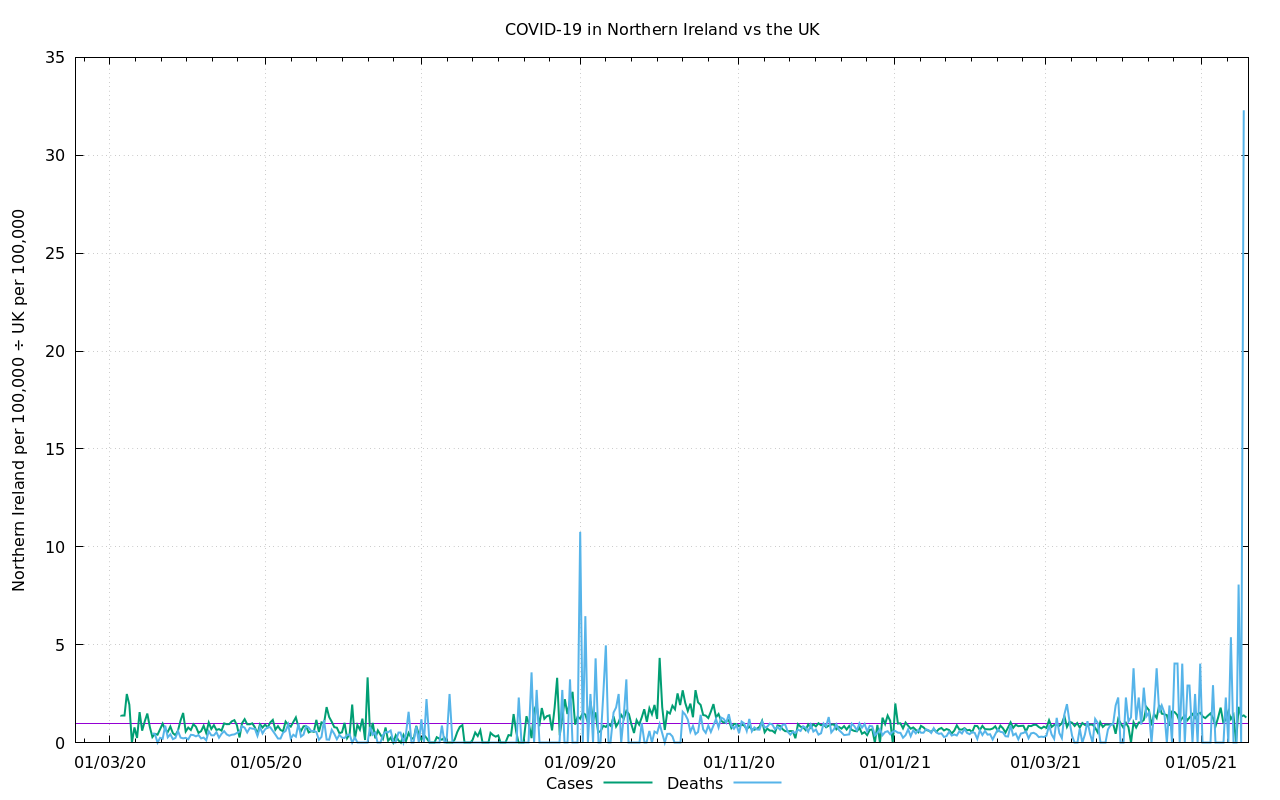 COVID-19 in Northern Ireland vs the UK
Northern Ireland per 100,000 ÷ UK per 100,000
35
30
25
20
15
10
5
0
01/03/20 01/05/20 01/07/20 01/09/20 01/11/20 01/01/21 01/03/21 01/05/21
Cases Deaths